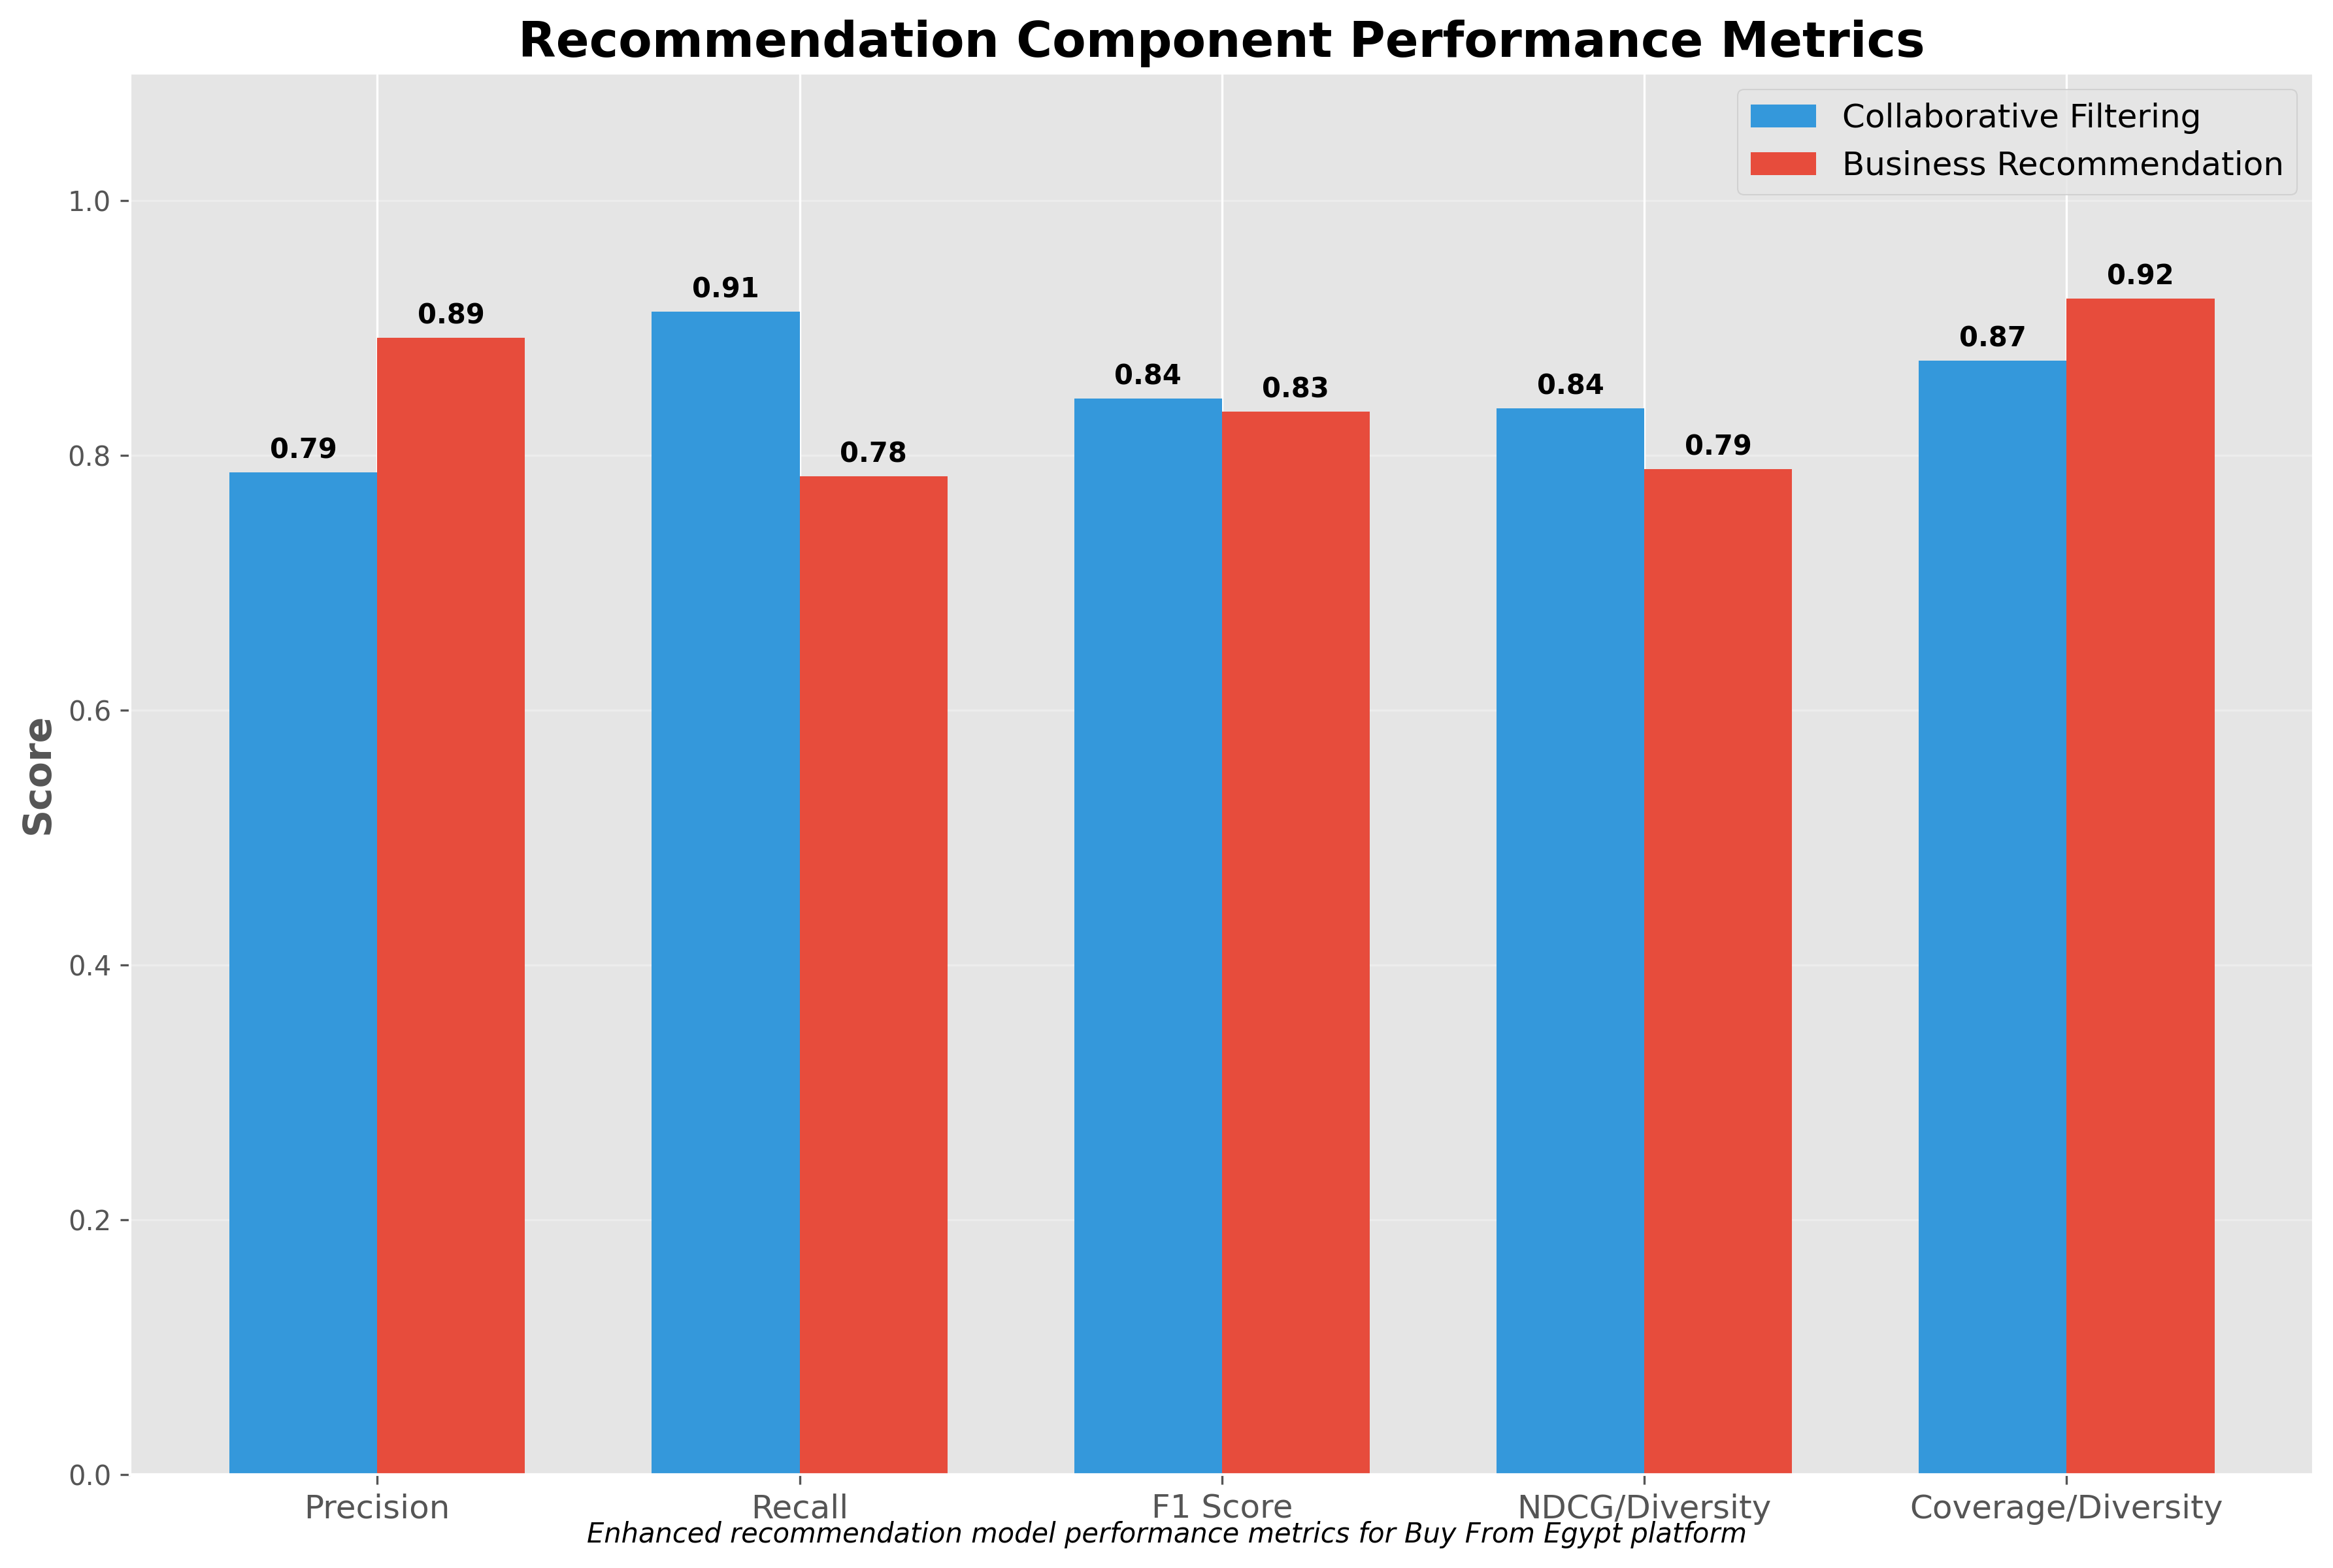 Recommendation Component Performance Metrics
Collaborative Filtering
Business Recommendation
Score
1.0
0.8
0.6
0.4
0.2
0.0
0.79
0.89
0.91
0.78
0.84
0.83
0.84
0.79
0.87
0.92
Precision
Recall
F1 Score
NDCG/Diversity
Coverage/Diversity
Enhanced recommendation model performance metrics for Buy From Egypt platform